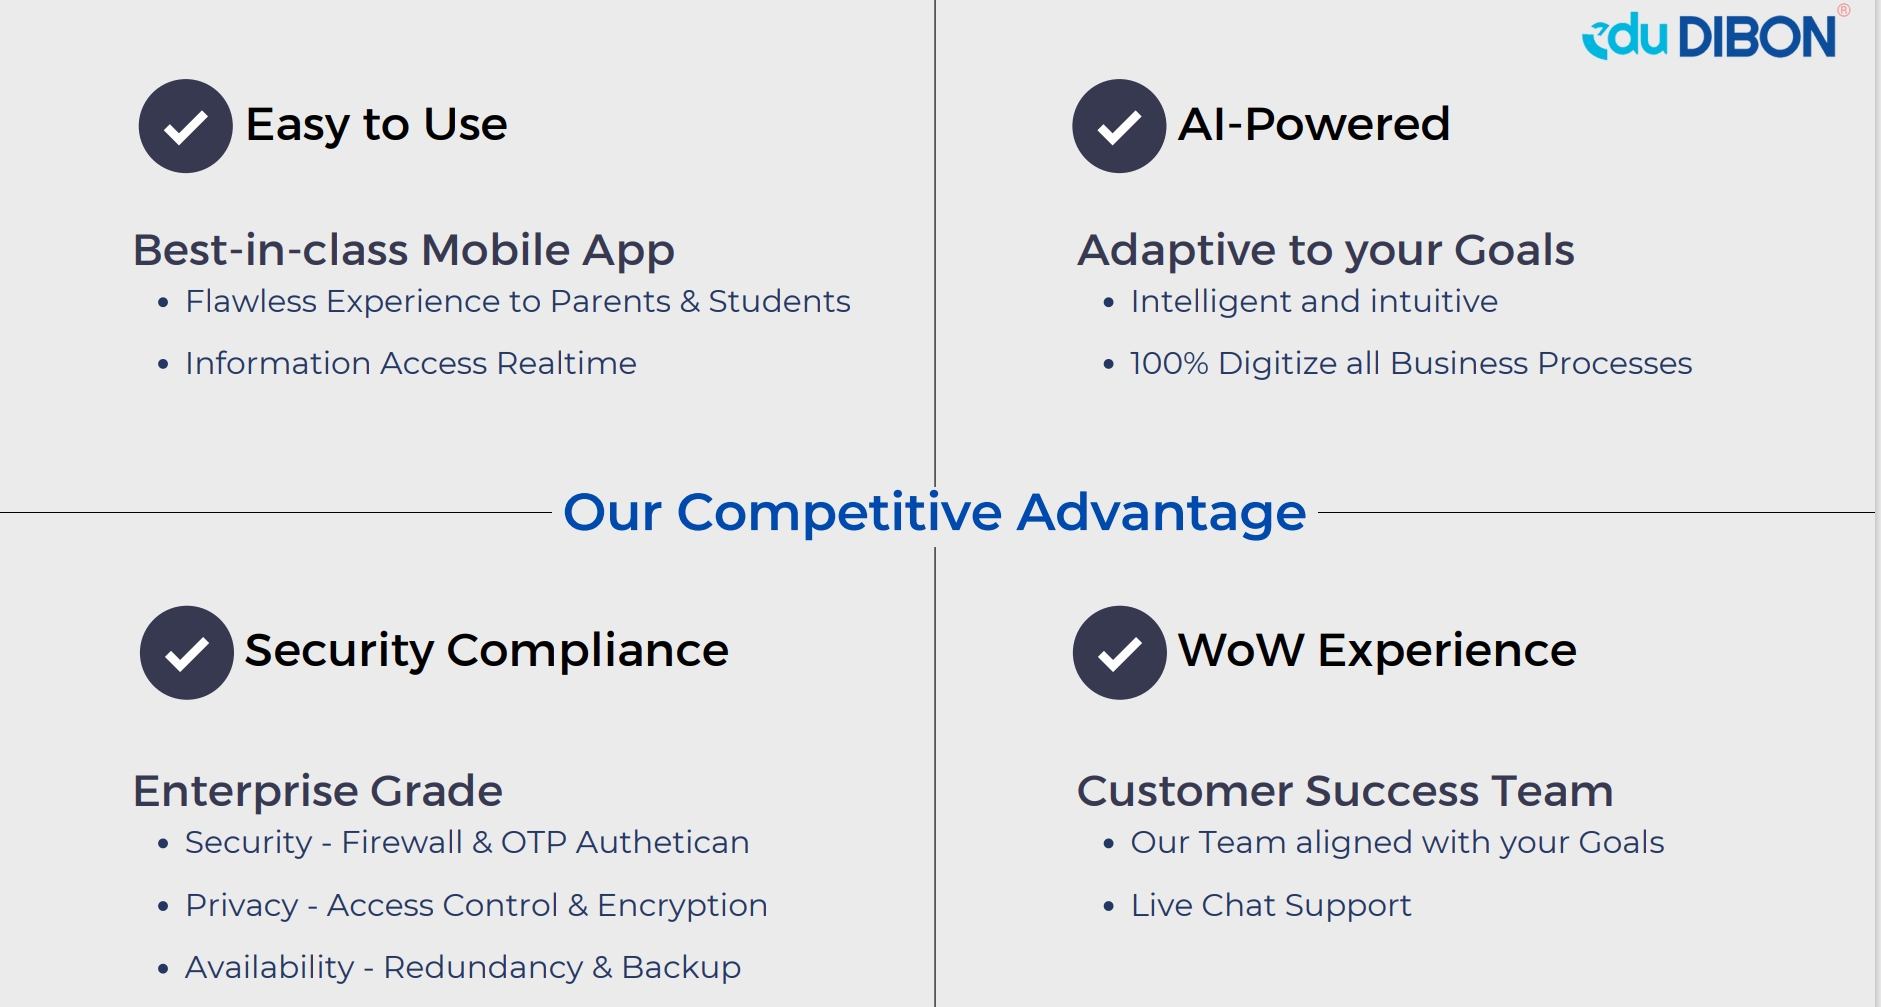 edu DIBON®
Easy to Use
Best-in-class Mobile App
• Flawless Experience to Parents & Students
• Information Access Realtime
AI-Powered
Adaptive to your Goals
• Intelligent and intuitive
• 100% Digitize all Business Processes
Our Competitive Advantage
Security Compliance
Enterprise Grade
• Security - Firewall & OTP Authetican
• Privacy - Access Control & Encryption
• Availability - Redundancy & Backup
WoW Experience
Customer Success Team
• Our Team aligned with your Goals
• Live Chat Support